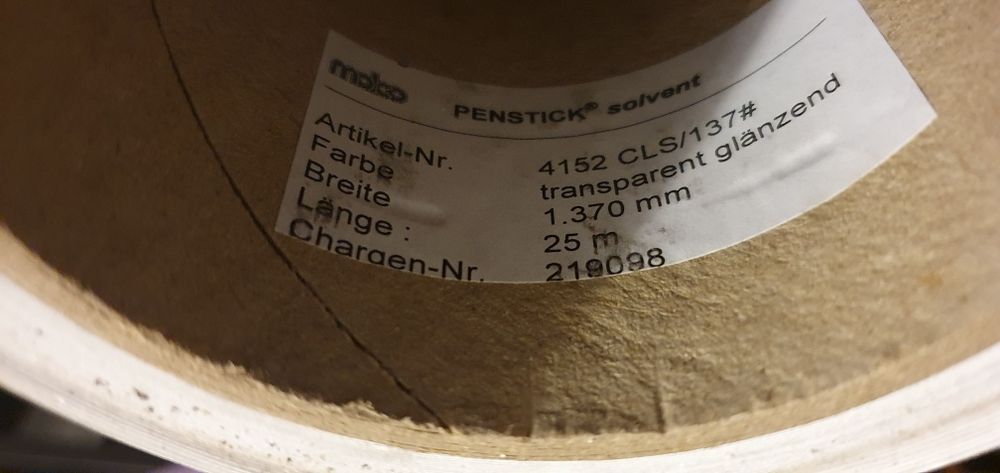 PENSTICK® solvent
Artikel-Nr. 4152 CLS/137#
Farbe transparent glänzend
Breite 1.370 mm
Länge : 25 m
Chargen-Nr. 219098